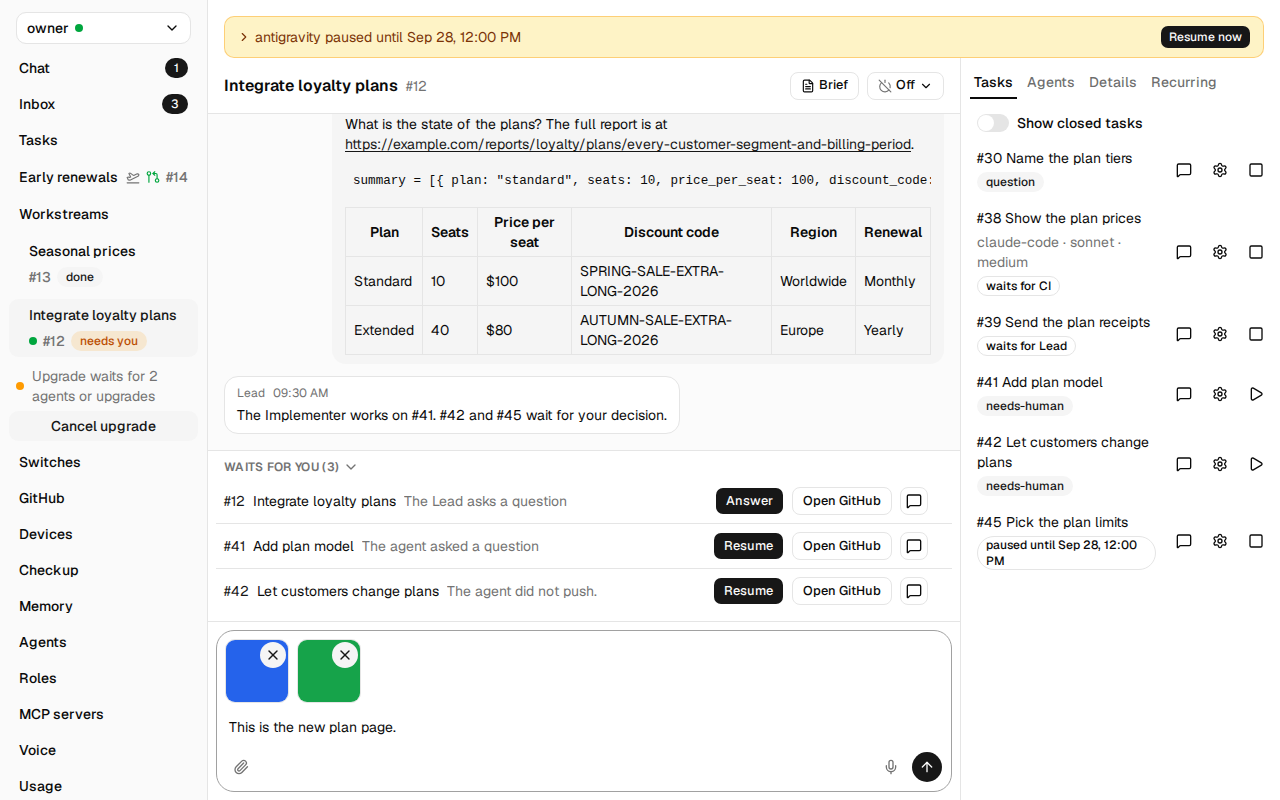 owner
Chat 1
Inbox 3
Tasks
Early renewals #14
Workstreams
Seasonal prices
#13 done
Integrate loyalty plans
#12 needs you
Upgrade waits for 2
agents or upgrades
Cancel upgrade
Switches
GitHub
Devices
Checkup
Memory
Agents
Roles
MCP servers
Voice
Usage
antigravity paused until Sep 28, 12:00 PM
Resume now
Integrate loyalty plans #12
Brief
Off
What is the state of the plans? The full report is at
https://example.com/reports/loyalty/plans/every-customer-segment-and-billing-period.
summary = [{ plan: "standard", seats: 10, price_per_seat: 100, discount_code:
Plan Seats Price per seat Discount code Region Renewal
Standard 10 $100 SPRING-SALE-EXTRA-LONG-2026 Worldwide Monthly
Extended 40 $80 AUTUMN-SALE-EXTRA-LONG-2026 Europe Yearly
Lead 09:30 AM
The Implementer works on #41. #42 and #45 wait for your decision.
WAITS FOR YOU (3)
#12 Integrate loyalty plans The Lead asks a question Answer Open GitHub
#41 Add plan model The agent asked a question Resume Open GitHub
#42 Let customers change plans The agent did not push. Resume Open GitHub
This is the new plan page.
Tasks Agents Details Recurring
Show closed tasks
#30 Name the plan tiers
question
#38 Show the plan prices
claude-code · sonnet ·
medium
waits for CI
#39 Send the plan receipts
waits for Lead
#41 Add plan model
needs-human
#42 Let customers change
plans
needs-human
#45 Pick the plan limits
paused until Sep 28, 12:00
PM